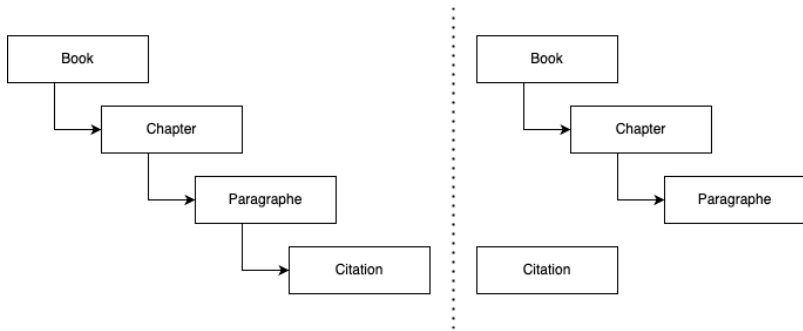 Book
Chapter
Paragraphe
Citation
Book
Chapter
Paragraphe
Citation